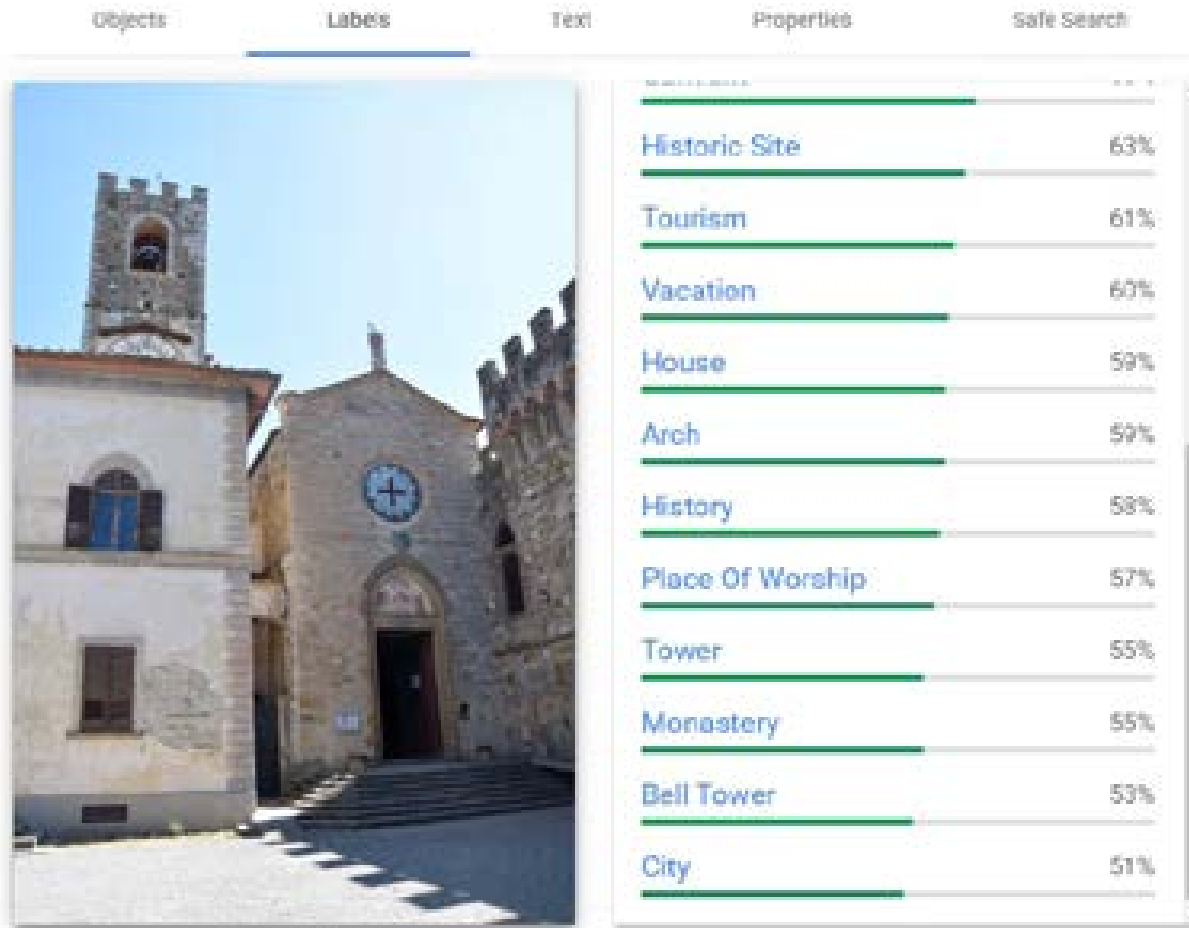 Objects Labels Text Properties Safe Search
Historic Site 63%
Tourism 61%
Vacation 60%
House 59%
Arch 59%
History 58%
Place Of Worship 57%
Tower 55%
Monastery 55%
Bell Tower 53%
City 51%